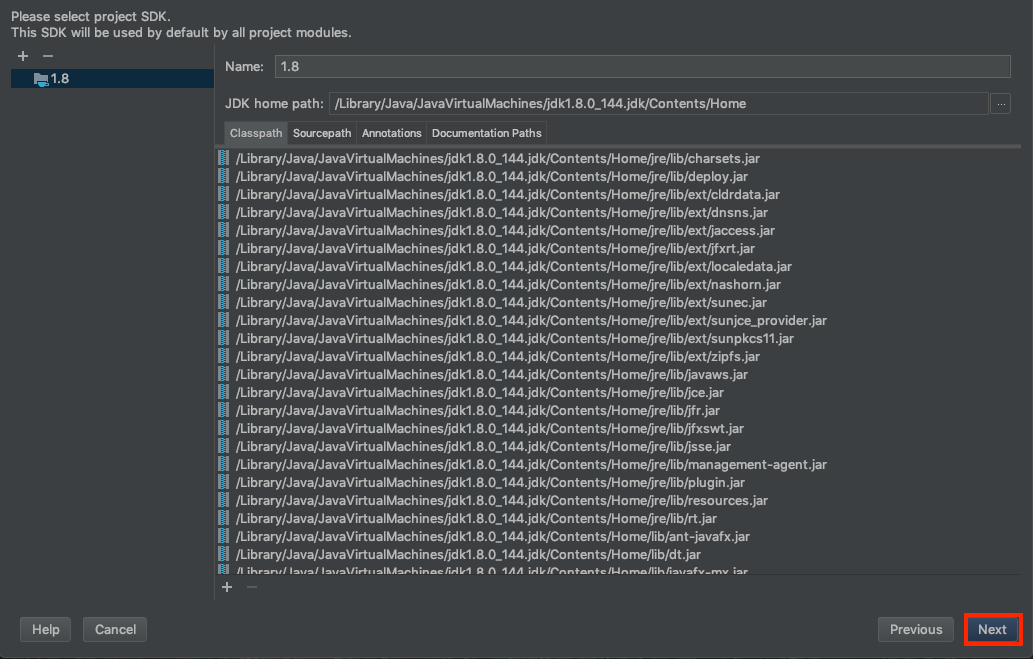 Please select project SDK.
This SDK will be used by default by all project modules.
1.8
Name: 1.8
JDK home path: /Library/Java/JavaVirtualMachines/jdk1.8.0_144.jdk/Contents/Home ...
Classpath Sourcepath Annotations Documentation Paths
/Library/Java/JavaVirtualMachines/jdk1.8.0_144.jdk/Contents/Home/jre/lib/charsets.jar
/Library/Java/JavaVirtualMachines/jdk1.8.0_144.jdk/Contents/Home/jre/lib/deploy.jar
/Library/Java/JavaVirtualMachines/jdk1.8.0_144.jdk/Contents/Home/jre/lib/ext/cldrdata.jar
/Library/Java/JavaVirtualMachines/jdk1.8.0_144.jdk/Contents/Home/jre/lib/ext/dnsns.jar
/Library/Java/JavaVirtualMachines/jdk1.8.0_144.jdk/Contents/Home/jre/lib/ext/jaccess.jar
/Library/Java/JavaVirtualMachines/jdk1.8.0_144.jdk/Contents/Home/jre/lib/ext/jfxrt.jar
/Library/Java/JavaVirtualMachines/jdk1.8.0_144.jdk/Contents/Home/jre/lib/ext/localedata.jar
/Library/Java/JavaVirtualMachines/jdk1.8.0_144.jdk/Contents/Home/jre/lib/ext/nashorn.jar
/Library/Java/JavaVirtualMachines/jdk1.8.0_144.jdk/Contents/Home/jre/lib/ext/sunec.jar
/Library/Java/JavaVirtualMachines/jdk1.8.0_144.jdk/Contents/Home/jre/lib/ext/sunjce_provider.jar
/Library/Java/JavaVirtualMachines/jdk1.8.0_144.jdk/Contents/Home/jre/lib/ext/sunpkcs11.jar
/Library/Java/JavaVirtualMachines/jdk1.8.0_144.jdk/Contents/Home/jre/lib/ext/zipfs.jar
/Library/Java/JavaVirtualMachines/jdk1.8.0_144.jdk/Contents/Home/jre/lib/javaws.jar
/Library/Java/JavaVirtualMachines/jdk1.8.0_144.jdk/Contents/Home/jre/lib/jce.jar
/Library/Java/JavaVirtualMachines/jdk1.8.0_144.jdk/Contents/Home/jre/lib/jfr.jar
/Library/Java/JavaVirtualMachines/jdk1.8.0_144.jdk/Contents/Home/jre/lib/jfxswt.jar
/Library/Java/JavaVirtualMachines/jdk1.8.0_144.jdk/Contents/Home/jre/lib/jsse.jar
/Library/Java/JavaVirtualMachines/jdk1.8.0_144.jdk/Contents/Home/jre/lib/management-agent.jar
/Library/Java/JavaVirtualMachines/jdk1.8.0_144.jdk/Contents/Home/jre/lib/plugin.jar
/Library/Java/JavaVirtualMachines/jdk1.8.0_144.jdk/Contents/Home/jre/lib/resources.jar
/Library/Java/JavaVirtualMachines/jdk1.8.0_144.jdk/Contents/Home/jre/lib/rt.jar
/Library/Java/JavaVirtualMachines/jdk1.8.0_144.jdk/Contents/Home/lib/ant-javafx.jar
/Library/Java/JavaVirtualMachines/jdk1.8.0_144.jdk/Contents/Home/lib/dt.jar
/Library/Java/JavaVirtualMachines/jdk1.8.0_144.jdk/Contents/Home/lib/javafx-mx.jar
Help Cancel Previous Next